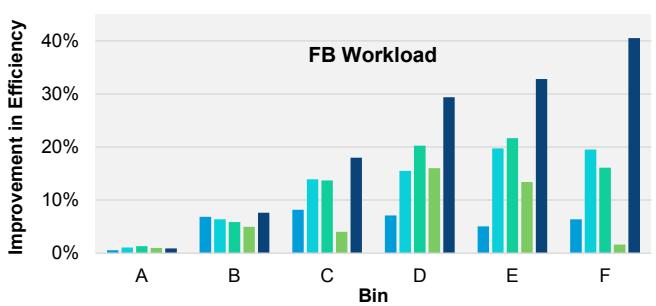 Improvement in Efficiency
40%
30%
20%
10%
0%
FB Workload
A B C D E F
Bin